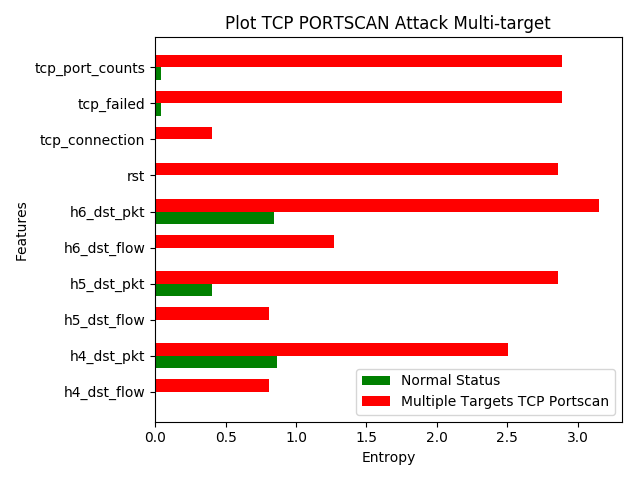 Plot TCP PORTSCAN Attack Multi-target
Features
tcp_port_counts
tcp_failed
tcp_connection
rst
h6_dst_pkt
h6_dst_flow
h5_dst_pkt
h5_dst_flow
h4_dst_pkt
h4_dst_flow
Normal Status
Multiple Targets TCP Portscan
0.0 0.5 1.0 1.5 2.0 2.5 3.0
Entropy